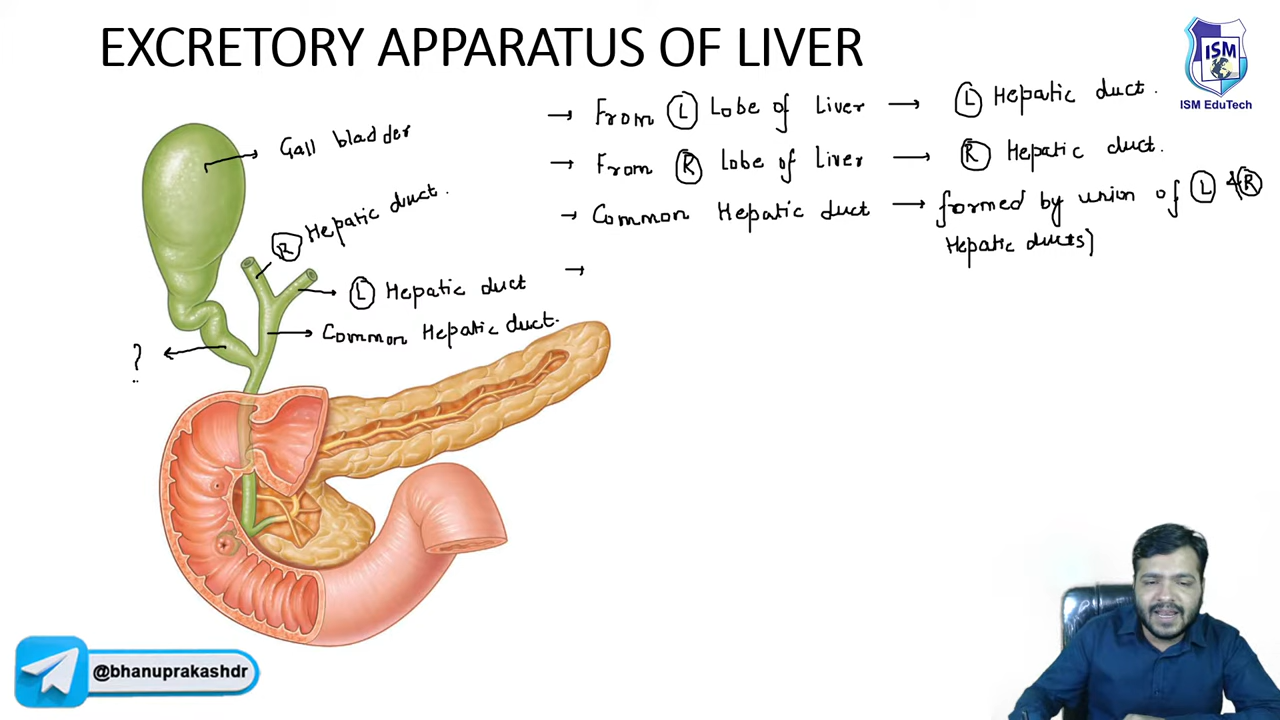 EXCRETORY APPARATUS OF LIVER
ISM
ISM EduTech
→ From Ⓛ Lobe of Liver → Ⓛ Hepatic duct.
→ From Ⓡ lobe of Liver → Ⓡ Hepatic duct.
→ Common Hepatic duct → formed by union of Ⓛ & Ⓡ
Hepatic ducts]
→
Gall bladder
Ⓡ Hepatic duct.
Ⓛ Hepatic duct
Common Hepatic duct.
?
@bhanuprakashdr